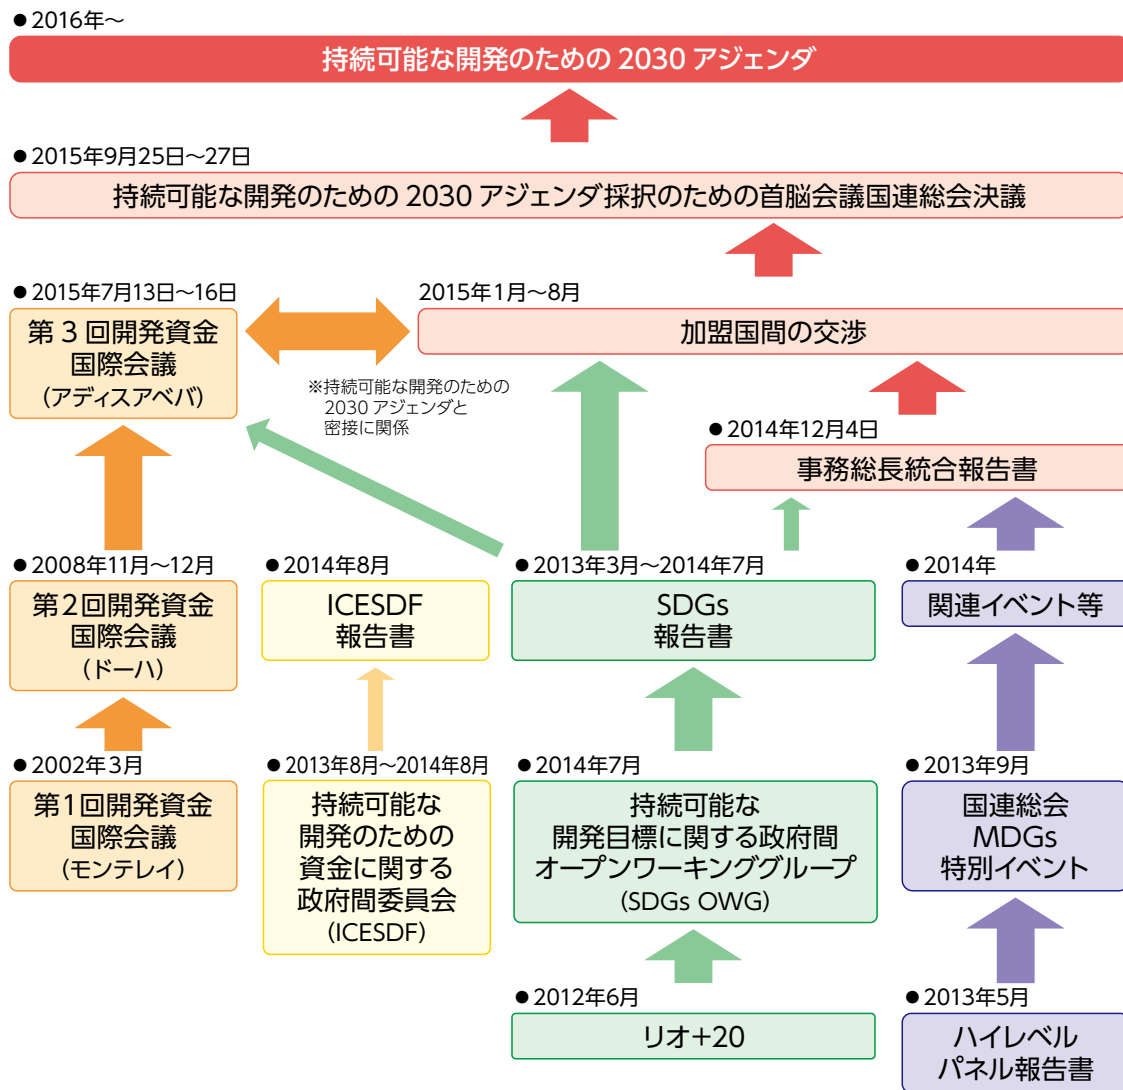 ● 2016年～
持続可能な開発のための 2030 アジェンダ
● 2015年9月25日～27日
持続可能な開発のための 2030 アジェンダ採択のための首脳会議国連総会決議
● 2015年7月13日～16日
第 3 回開発資金
国際会議
(アディスアベバ)
2015年1月～8月
加盟国間の交渉
※持続可能な開発のための
2030 アジェンダと
密接に関係
● 2014年12月4日
事務総長統合報告書
● 2008年11月～12月
第2回開発資金
国際会議
(ドーハ)
● 2014年8月
ICESDF
報告書
● 2013年3月～2014年7月
SDGs
報告書
● 2014年
関連イベント等
● 2002年3月
第1回開発資金
国際会議
(モンテレイ)
● 2013年8月～2014年8月
持続可能な
開発のための
資金に関する
政府間委員会
(ICESDF)
● 2014年7月
持続可能な
開発目標に関する政府間
オープンワーキンググループ
(SDGs OWG)
● 2013年9月
国連総会
MDGs
特別イベント
● 2012年6月
リオ+20
● 2013年5月
ハイレベル
パネル報告書